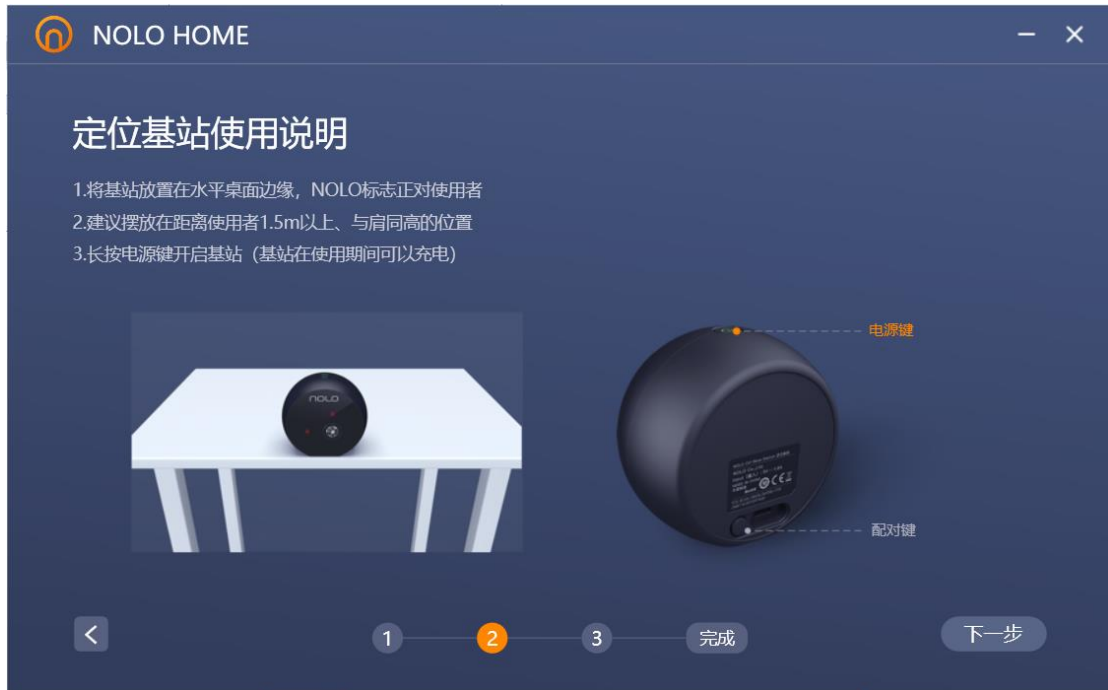 NOLO HOME
定位基站使用说明
1.将基站放置在水平桌面边缘，NOLO标志正对使用者
2.建议摆放在距离使用者1.5m以上、与肩同高的位置
3.长按电源键开启基站（基站在使用期间可以充电）
nOLO
电源键
配对键
1
2
3
完成
下一步